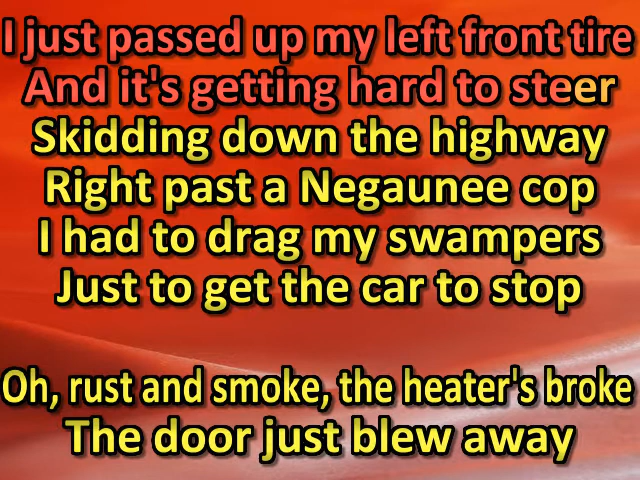 I just passed up my left front tire
And it's getting hard to steer
Skidding down the highway
Right past a Negaunee cop
I had to drag my swampers
Just to get the car to stop
Oh, rust and smoke, the heater's broke
The door just blew away